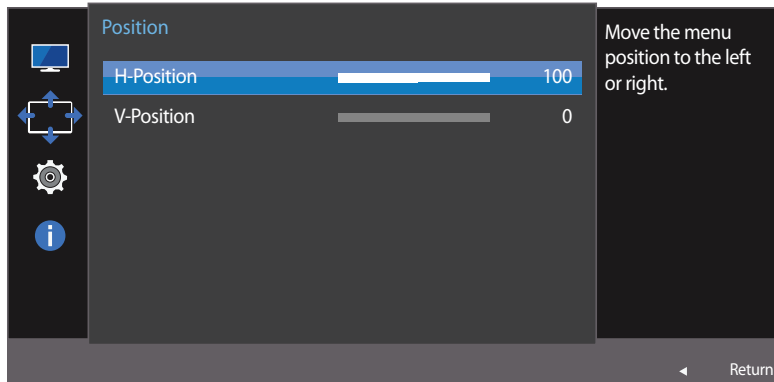 Position
H-Position 100
V-Position 0
Move the menu
position to the left
or right.
Return